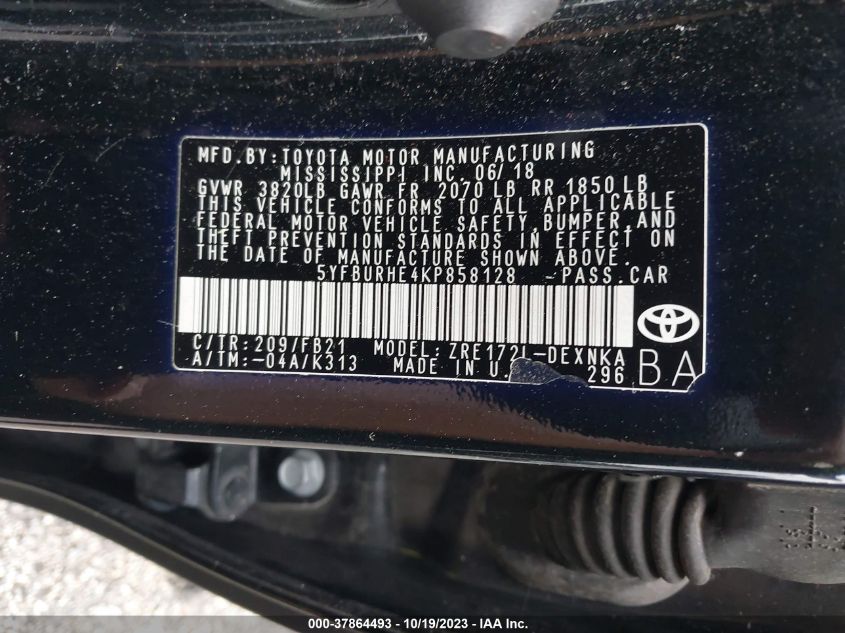 MFD.BY:TOYOTA MOTOR MANUFACTURING
MISSISSIPPI INC. 06/18
GVWR 3820LB GAWR FR 2070 LB RR 1850 LB
THIS VEHICLE CONFORMS TO ALL APPLICABLE
FEDERAL MOTOR VEHICLE SAFETY, BUMPER, AND
THEFT PREVENTION STANDARDS IN EFFECT ON
THE DATE OF MANUFACTURE SHOWN ABOVE.
5YFBURHE4KP858128 -PASS.CAR
C/TR:209/FB21 MODEL:ZRE172L-DEXNKA
A/TM:-04A/K313 MADE IN U. 296 BA
000-37864493 - 10/19/2023 - IAA Inc.